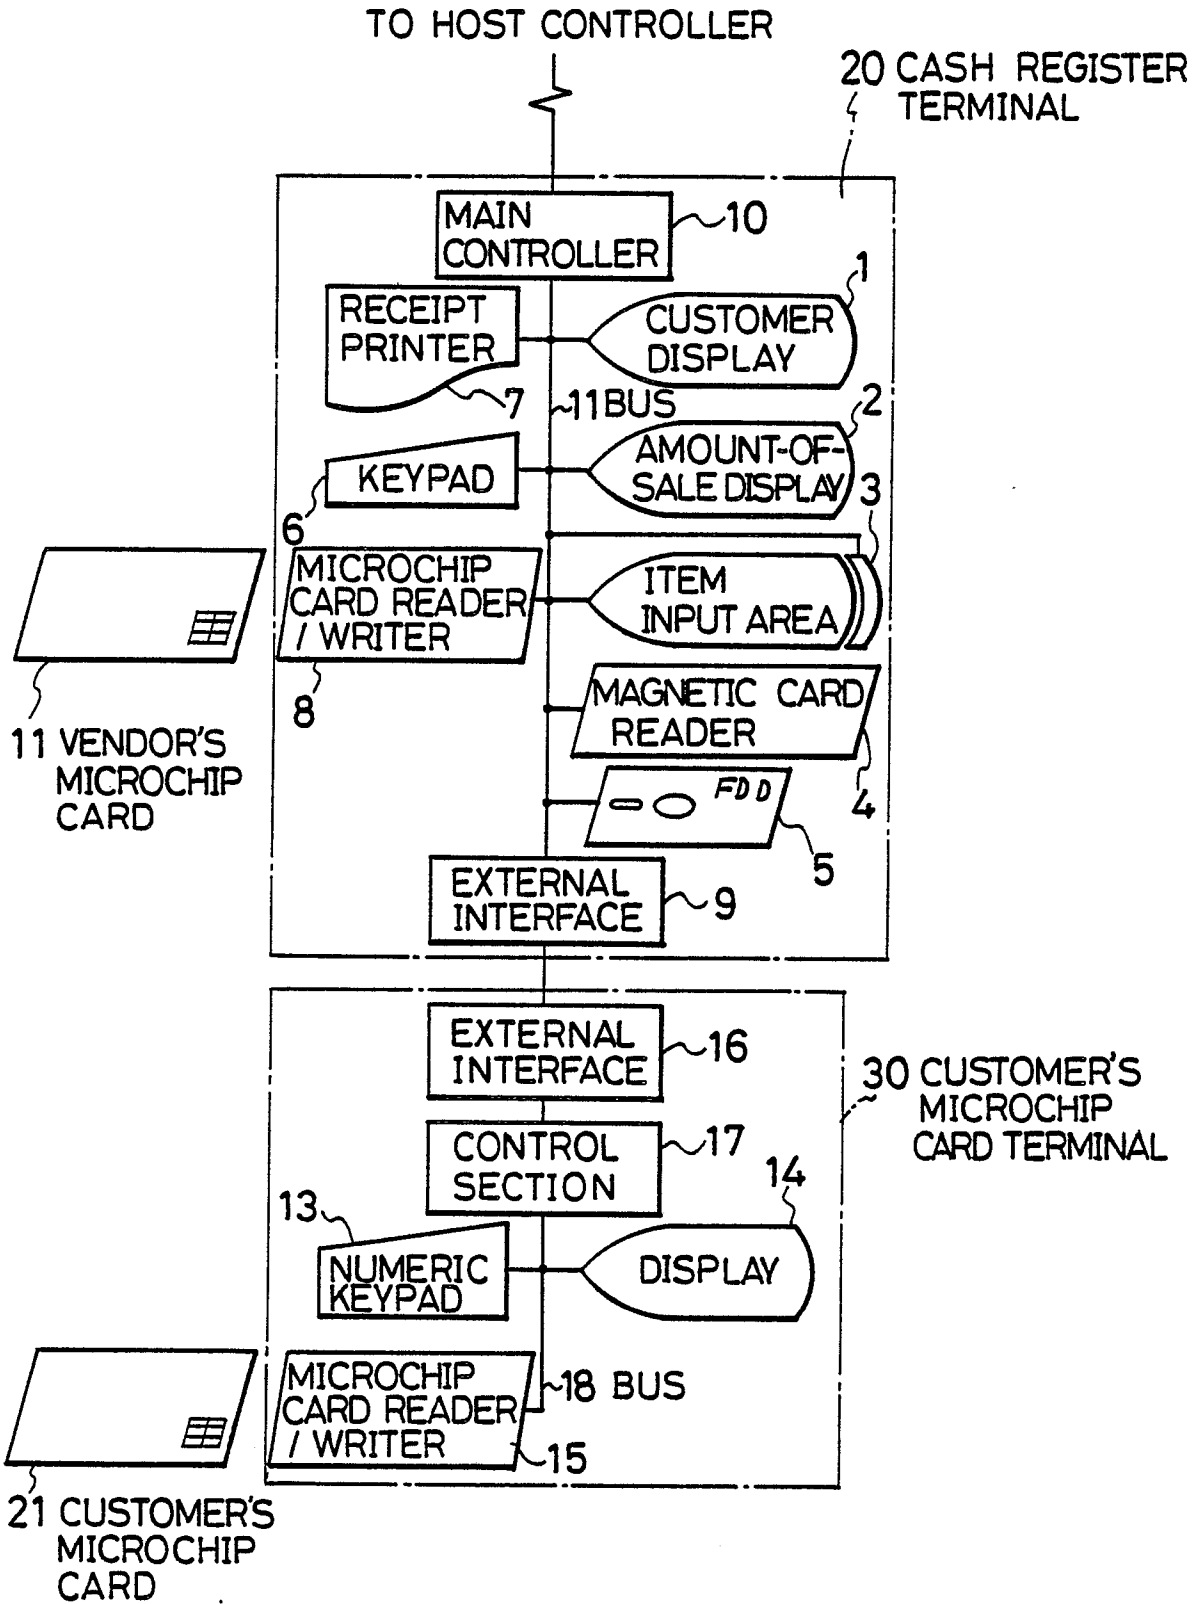 TO HOST CONTROLLER
20 CASH REGISTER
TERMINAL
MAIN
CONTROLLER
10
1
RECEIPT
PRINTER
7
CUSTOMER
DISPLAY
11 BUS
2
KEYPAD
6
AMOUNT-OF-
SALE DISPLAY
3
MICROCHIP
CARD READER
/ WRITER
8
ITEM
INPUT AREA
11 VENDOR'S
MICROCHIP
CARD
MAGNETIC CARD
READER
4
FDD
5
EXTERNAL
INTERFACE
9
EXTERNAL
INTERFACE
16
30 CUSTOMER'S
MICROCHIP
CARD TERMINAL
CONTROL
SECTION
17
14
13
NUMERIC
KEYPAD
DISPLAY
MICROCHIP
CARD READER
/ WRITER
18 BUS
15
21 CUSTOMER'S
MICROCHIP
CARD